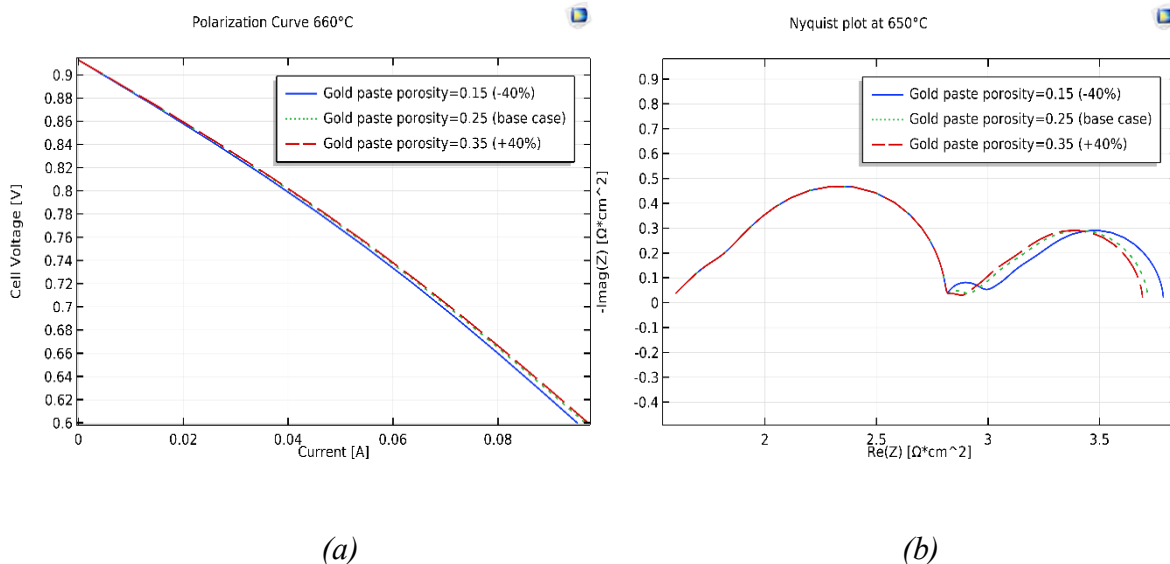 Polarization Curve 660°C
Gold paste porosity=0.15 (-40%)
Gold paste porosity=0.25 (base case)
Gold paste porosity=0.35 (+40%)
Cell Voltage [V]
0.9
0.88
0.86
0.84
0.82
0.8
0.78
0.76
0.74
0.72
0.7
0.68
0.66
0.64
0.62
0.6
0
0.02
0.04
0.06
0.08
Current [A]
(a)
Nyquist plot at 650°C
Gold paste porosity=0.15 (-40%)
Gold paste porosity=0.25 (base case)
Gold paste porosity=0.35 (+40%)
-Imag(Z) [Ω*cm^2]
0.9
0.8
0.7
0.6
0.5
0.4
0.3
0.2
0.1
0
-0.1
-0.2
-0.3
-0.4
2
2.5
3
3.5
Re(Z) [Ω*cm^2]
(b)